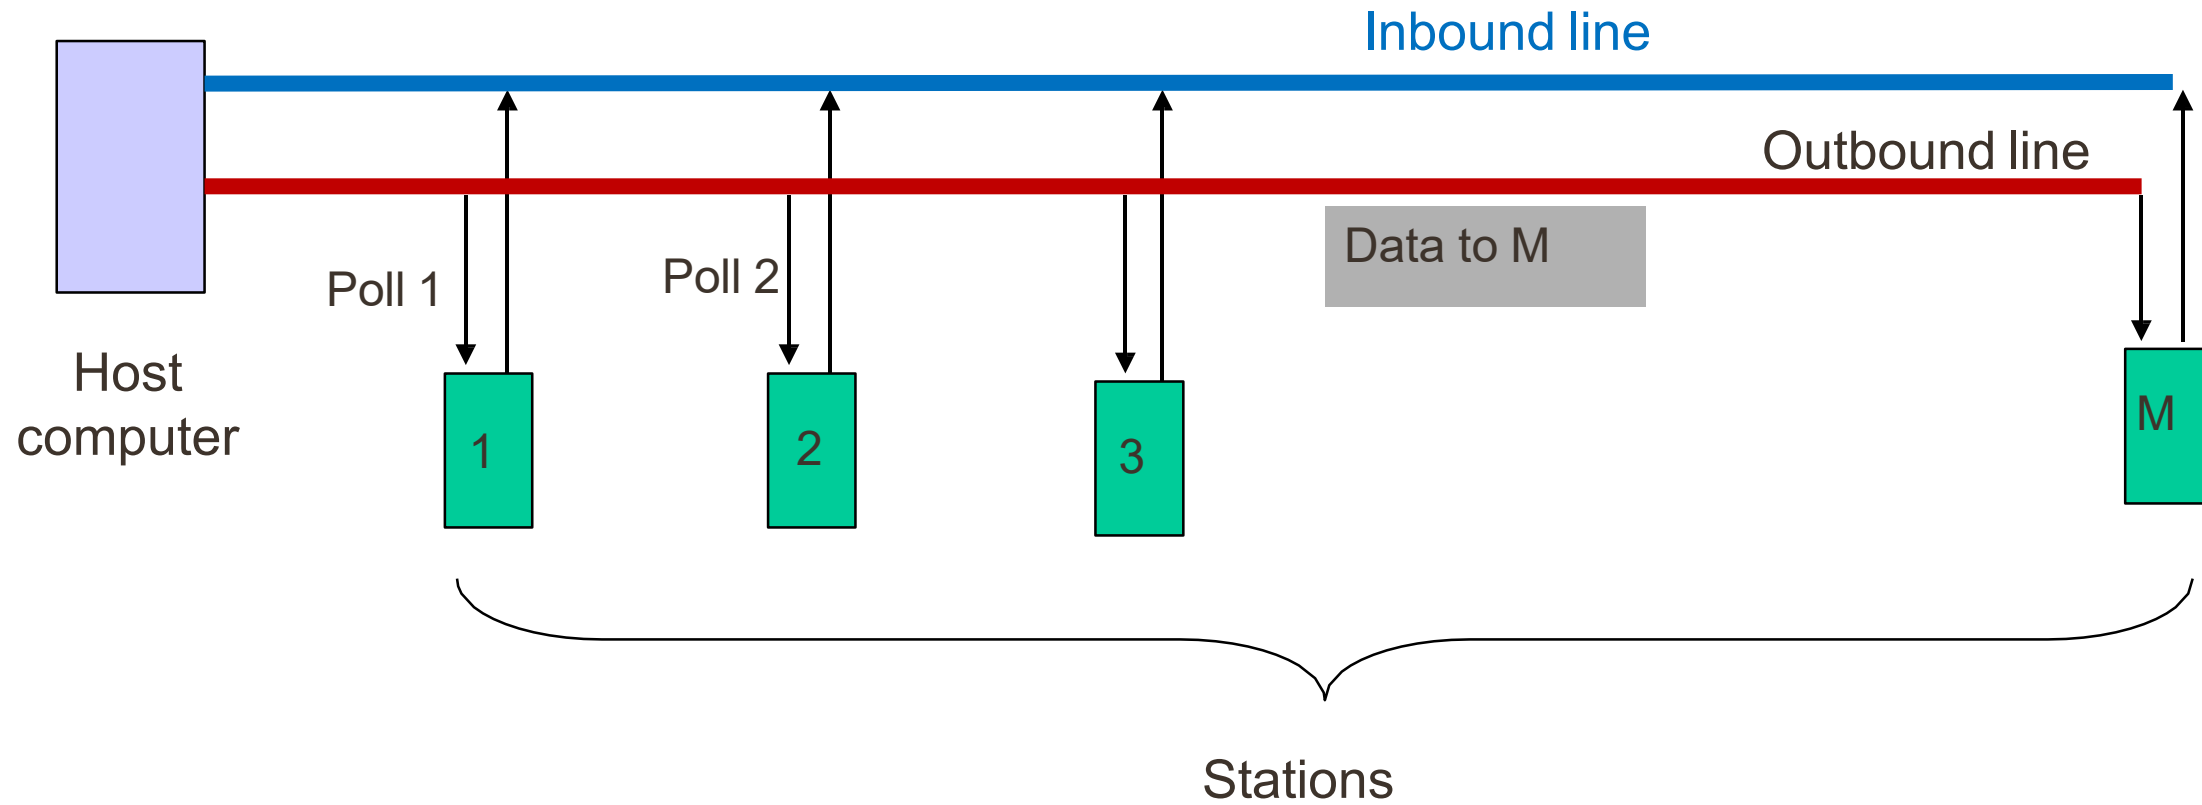 Inbound line
Outbound line
Data to M
Poll 1
Poll 2
Host
computer
1
2
3
M
Stations